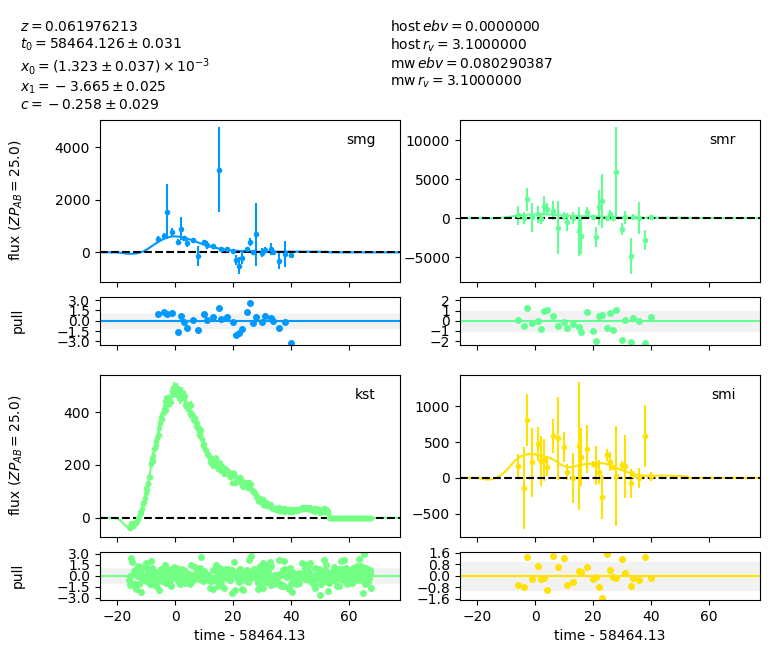 z = 0.061976213
t₀ = 58464.126 ± 0.031
x₀ = (1.323 ± 0.037) × 10⁻³
x₁ = −3.665 ± 0.025
c = −0.258 ± 0.029
host ebv = 0.0000000
host r_v = 3.1000000
mw ebv = 0.080290387
mw r_v = 3.1000000
flux (ZP_AB = 25.0)
4000
2000
0
smg
10000
5000
0
−5000
smr
pull
3.0
1.5
0.0
−1.5
−3.0
2
1
0
−1
−2
flux (ZP_AB = 25.0)
400
200
0
kst
1000
500
0
−500
smi
pull
3.0
1.5
0.0
−1.5
−3.0
1.6
0.8
0.0
−0.8
−1.6
−20 0 20 40 60
−20 0 20 40 60
time - 58464.13
time - 58464.13